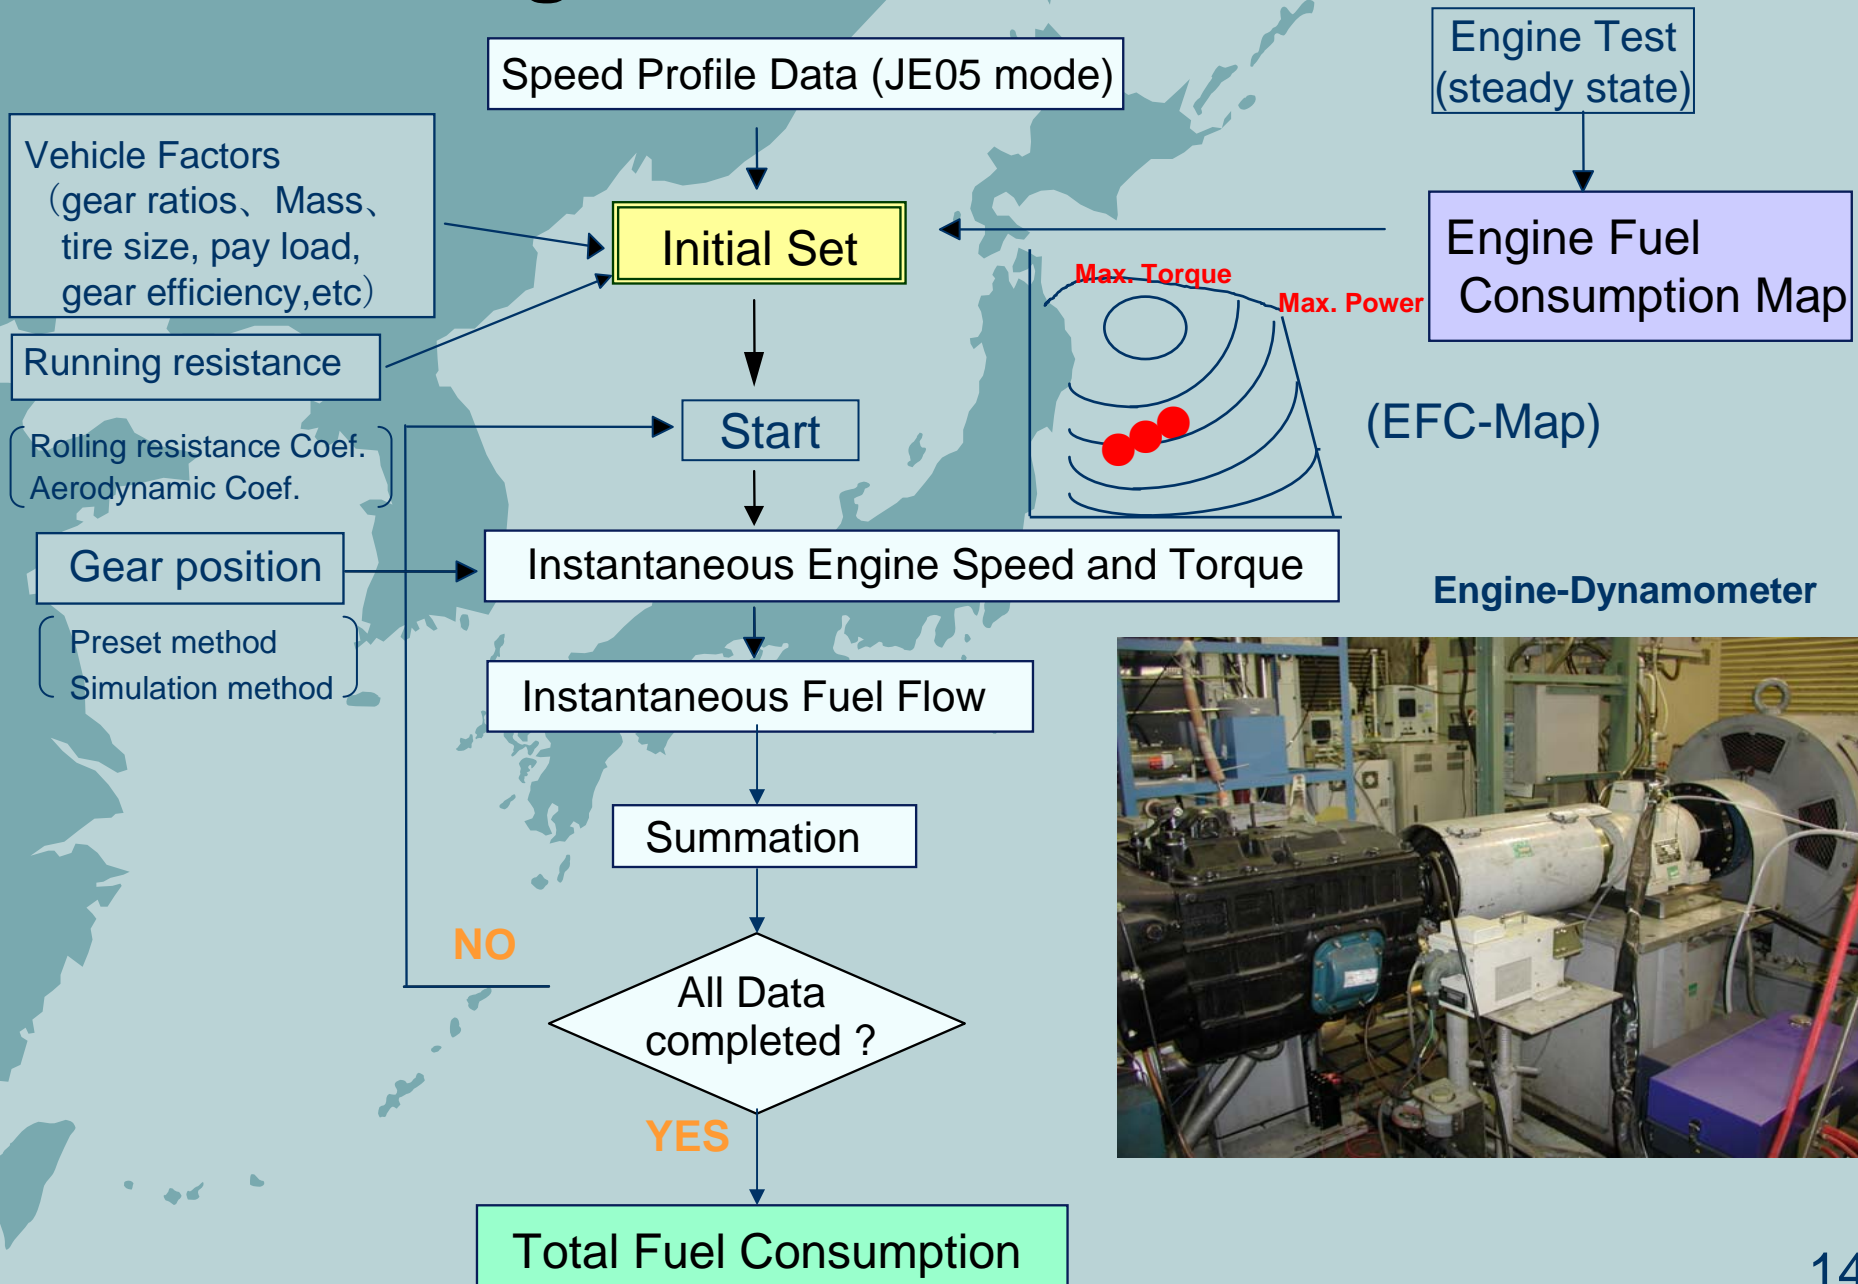 Speed Profile Data (JE05 mode)
Engine Test
(steady state)
Vehicle Factors
（gear ratios、Mass、
tire size, pay load,
gear efficiency,etc）
Initial Set
Engine Fuel
Consumption Map
Max. Torque
Max. Power
Running resistance
Start
(EFC-Map)
Rolling resistance Coef.
Aerodynamic Coef.
Gear position
Instantaneous Engine Speed and Torque
Engine-Dynamometer
Preset method
Simulation method
Instantaneous Fuel Flow
Summation
NO
All Data
completed ?
YES
Total Fuel Consumption
14